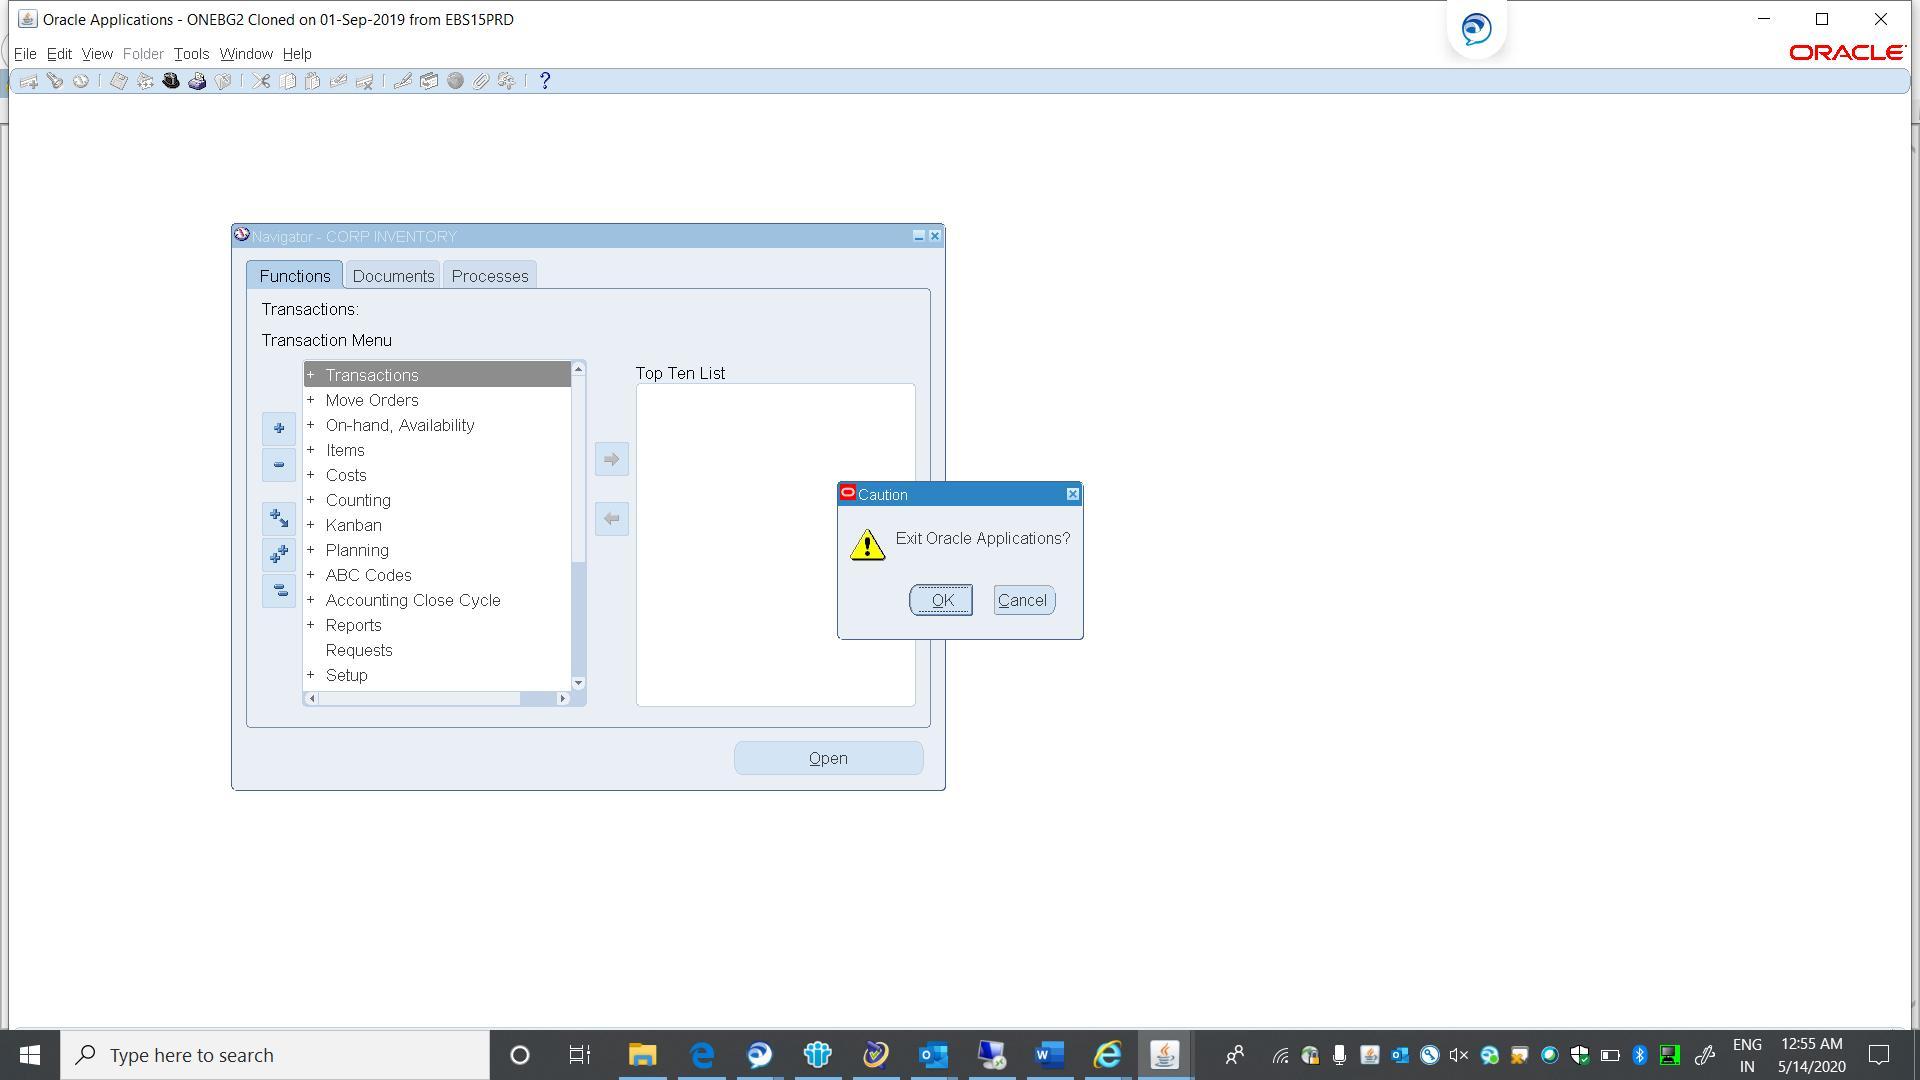 Oracle Applications - ONEBG2 Cloned on 01-Sep-2019 from EBS15PRD
File Edit View Folder Tools Window Help
ORACLE
Navigator - CORP INVENTORY
Functions Documents Processes
Transactions:
Transaction Menu
Top Ten List
+ Transactions
+ Move Orders
+ On-hand, Availability
+ Items
+ Costs
+ Counting
+ Kanban
+ Planning
+ ABC Codes
+ Accounting Close Cycle
+ Reports
Requests
+ Setup
Open
Caution
Exit Oracle Applications?
OK Cancel
Type here to search
ENG
IN
12:55 AM
5/14/2020